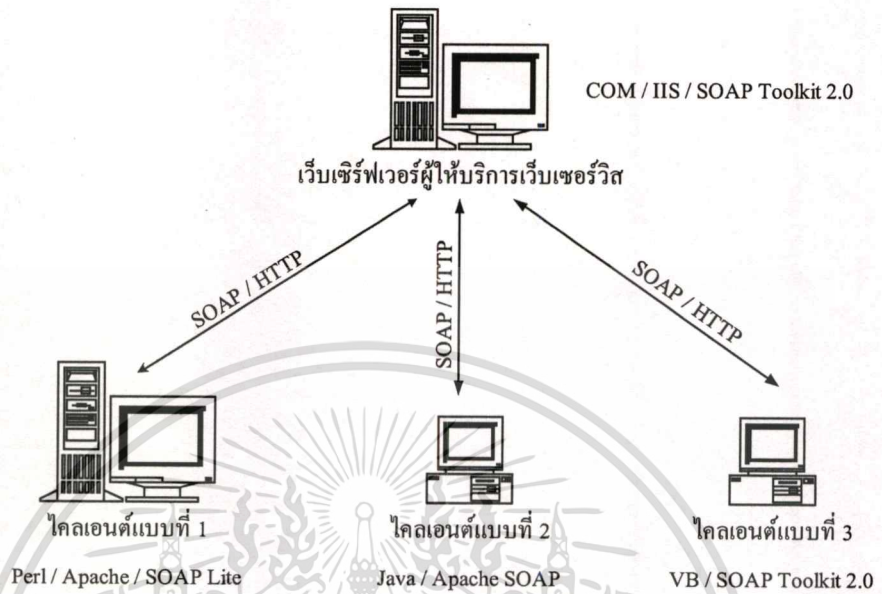 COM / IIS / SOAP Toolkit 2.0
เว็บเซิร์ฟเวอร์ผู้ให้บริการเว็บเซอร์วิส
SOAP / HTTP
SOAP / HTTP
SOAP / HTTP
ไคลเอนต์แบบที่ 1
ไคลเอนต์แบบที่ 2
ไคลเอนต์แบบที่ 3
Perl / Apache / SOAP Lite
Java / Apache SOAP
VB / SOAP Toolkit 2.0